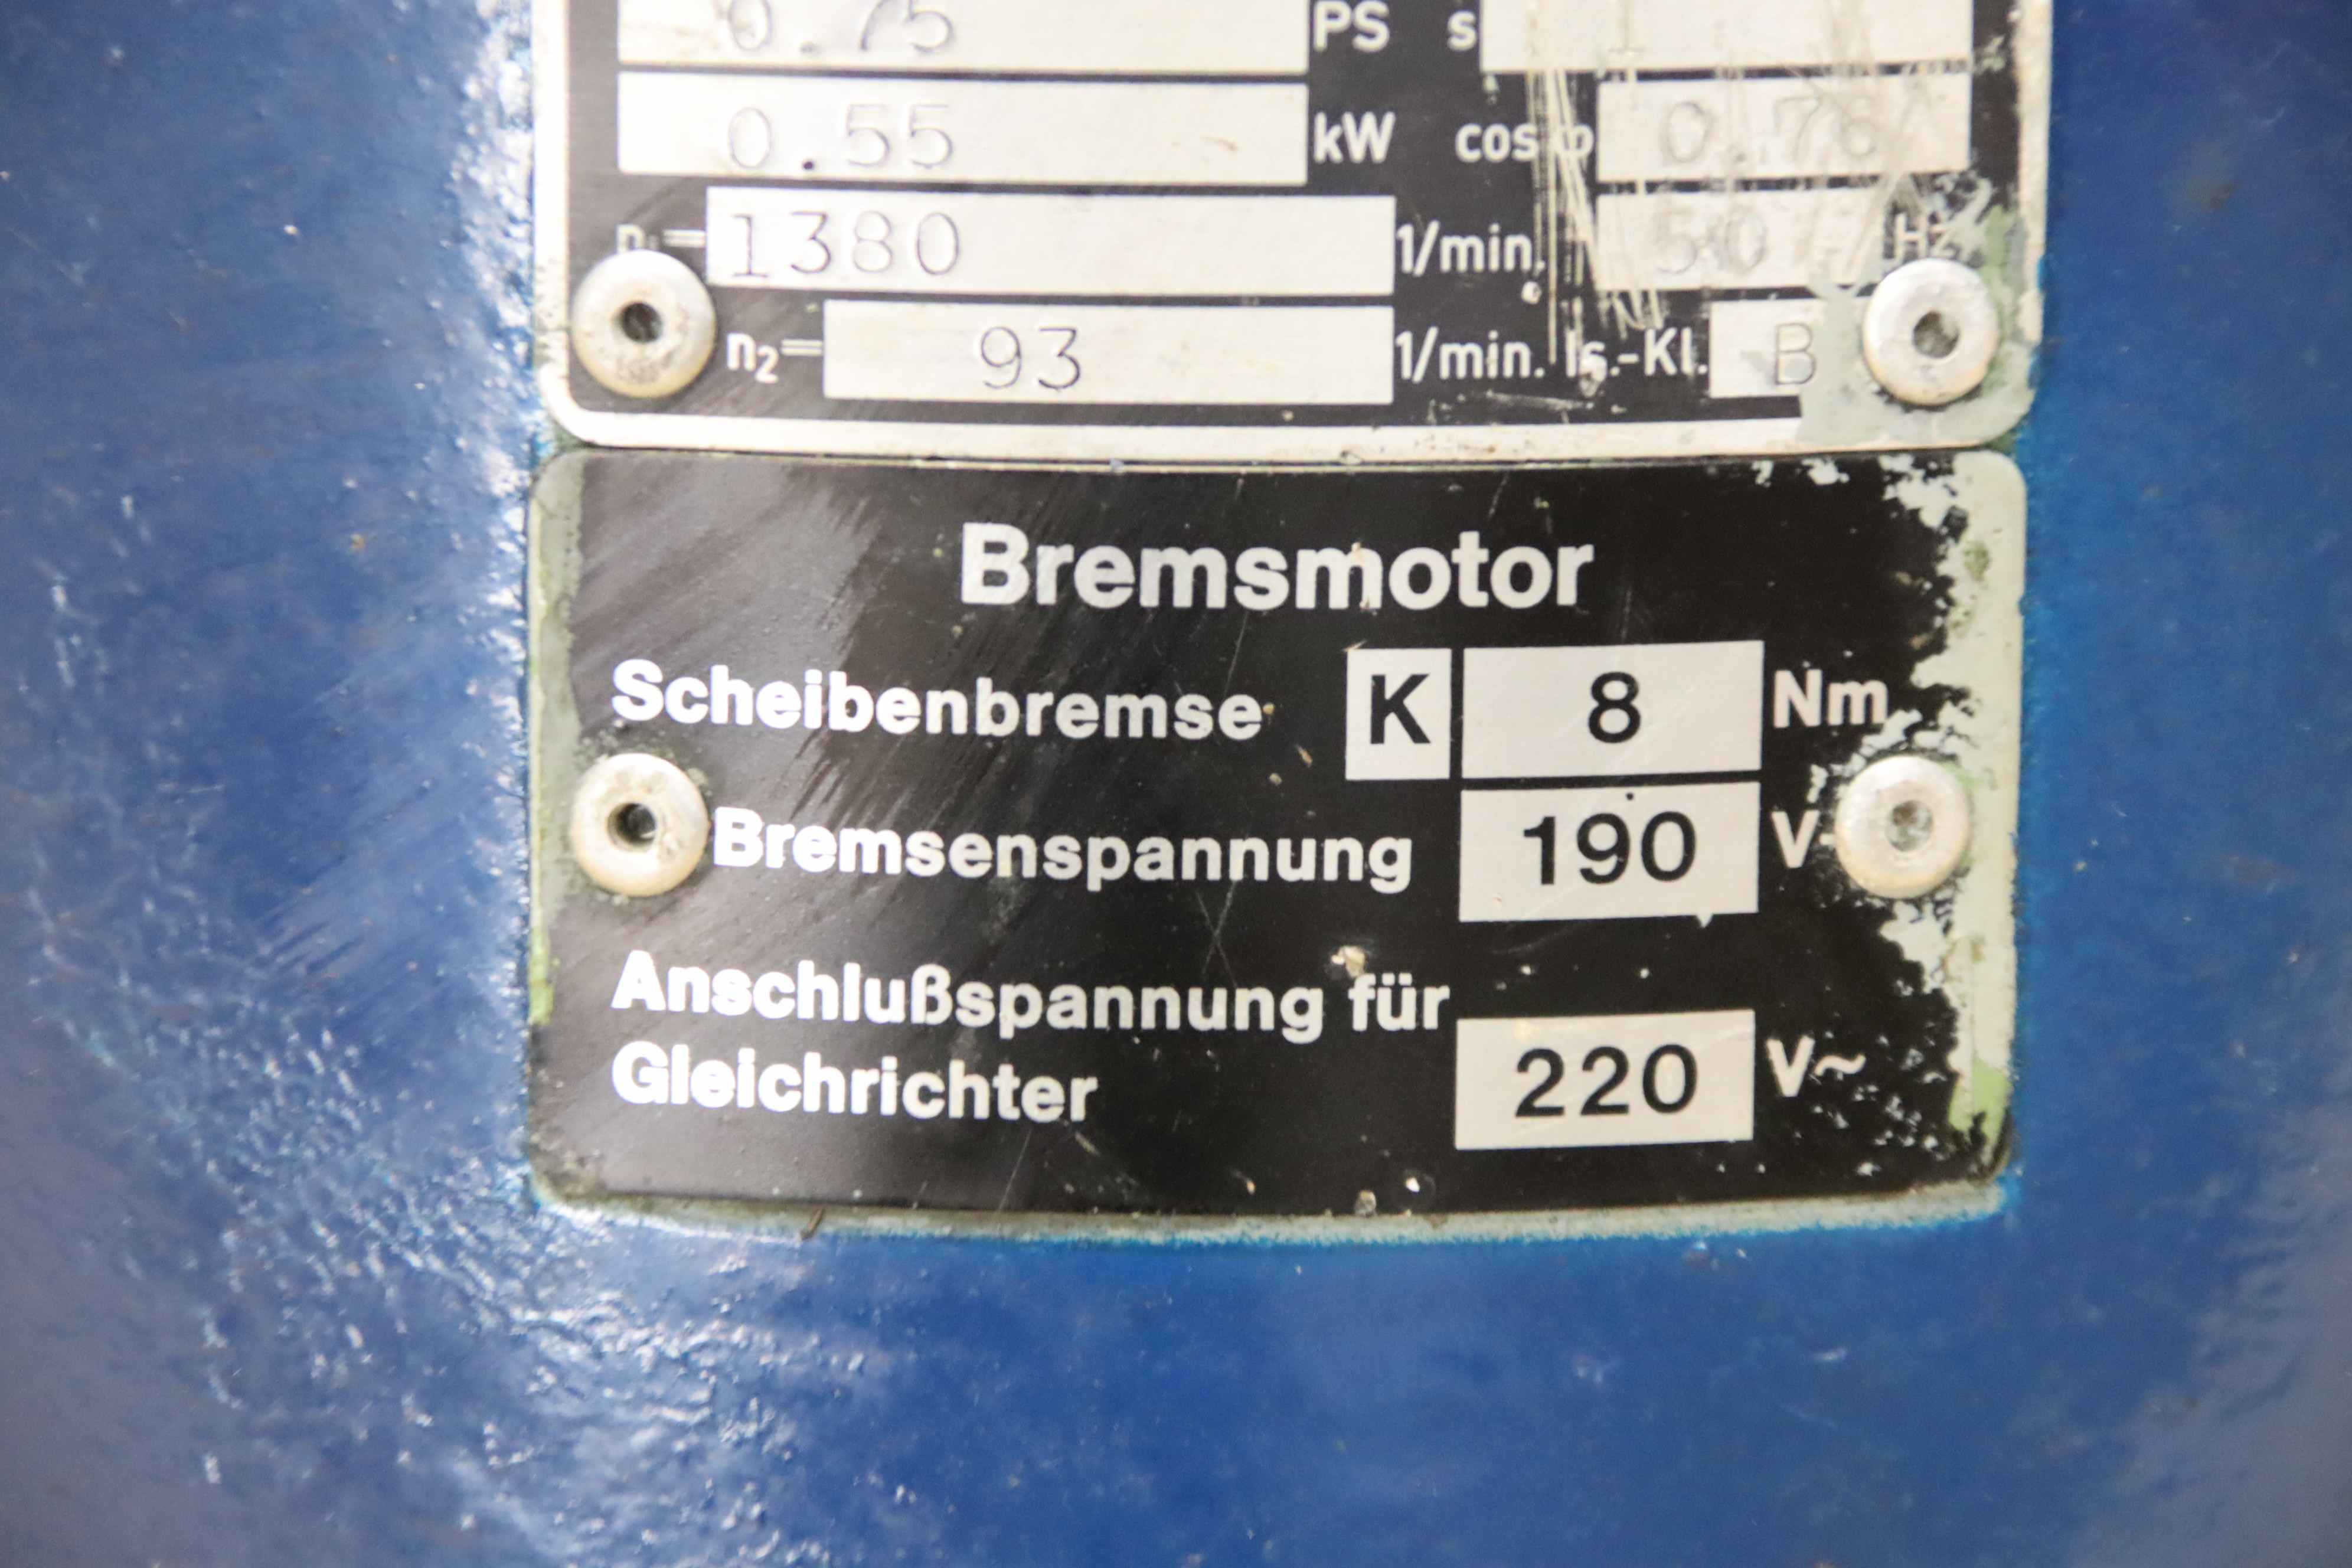 0.75 PS s
0.55 kW cosφ 0.76
n₁= 1380 1/min. 50 Hz
n₂= 93 1/min. Is.-Kl. B
Bremsmotor
Scheibenbremse K 8 Nm
Bremsenspannung 190 V
Anschlußspannung für
Gleichrichter 220 V~